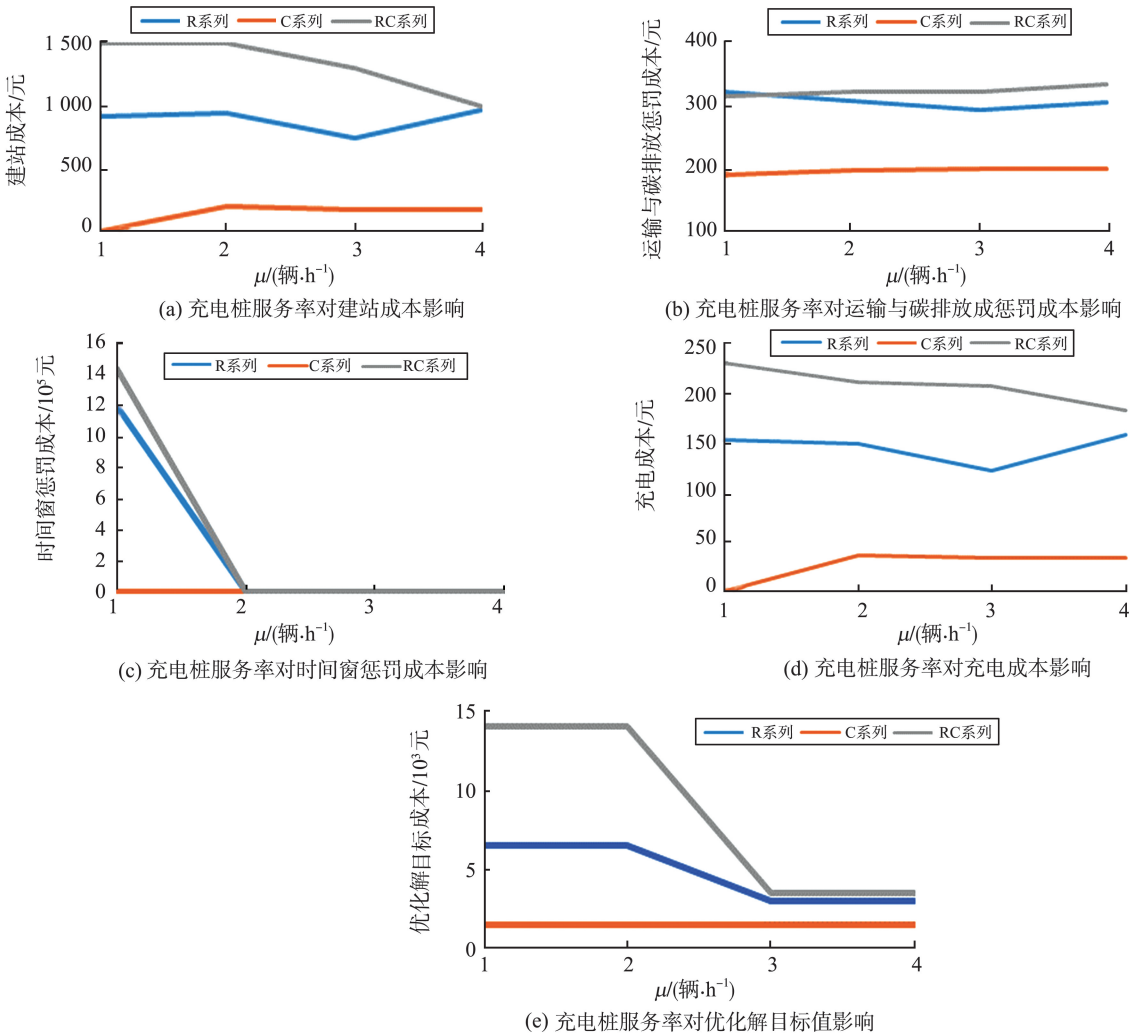 R系列 C系列 RC系列
建站成本/元
1 500
1 000
500
0
1 2 3 4
μ/(辆·h⁻¹)
(a) 充电桩服务率对建站成本影响
R系列 C系列 RC系列
运输与碳排放惩罚成本/元
400
300
200
100
1 2 3 4
μ/(辆·h⁻¹)
(b) 充电桩服务率对运输与碳排放成惩罚成本影响
R系列 C系列 RC系列
时间窗惩罚成本/10⁵元
16
14
12
10
8
6
4
2
0
1 2 3 4
μ/(辆·h⁻¹)
(c) 充电桩服务率对时间窗惩罚成本影响
R系列 C系列 RC系列
充电成本/元
250
200
150
100
50
0
1 2 3 4
μ/(辆·h⁻¹)
(d) 充电桩服务率对充电成本影响
R系列 C系列 RC系列
优化解目标成本/10³元
15
10
5
0
1 2 3 4
μ/(辆·h⁻¹)
(e) 充电桩服务率对优化解目标值影响